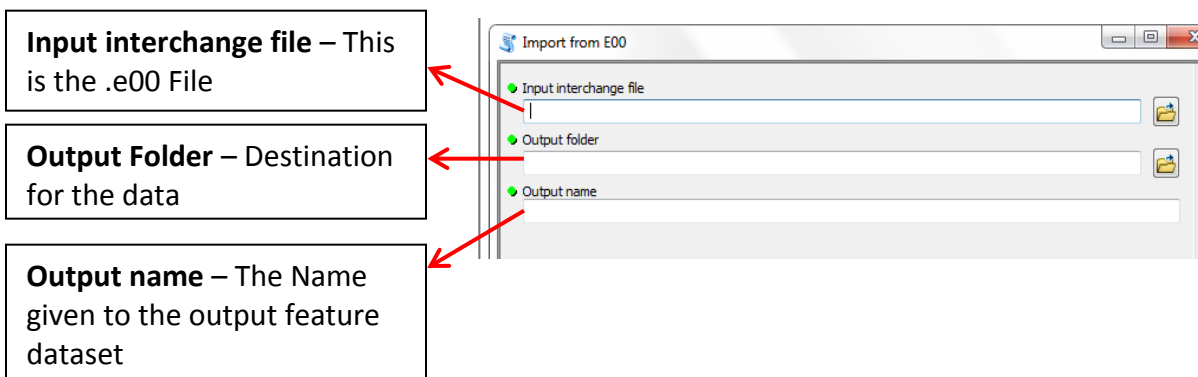 Input interchange file – This
is the .e00 File
Output Folder – Destination
for the data
Output name – The Name
given to the output feature
dataset
Import from E00
Input interchange file
Output folder
Output name